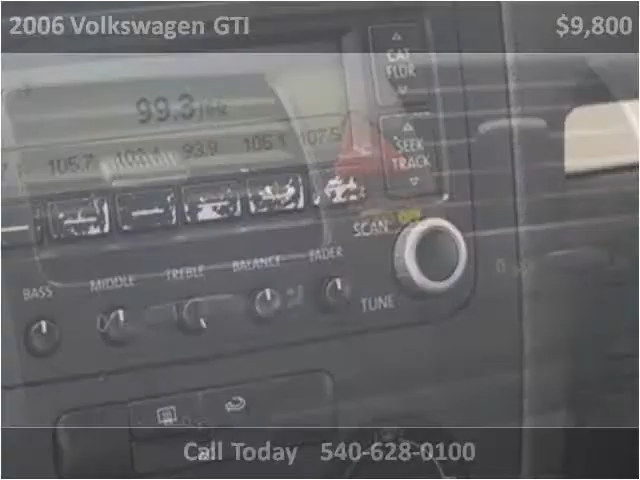 2006 Volkswagen GTI $9,800
CAT
FLDR
99.3
105.7 93.9 105.1 107.5
SEEK
TRACK
SCAN
BASS MIDDLE TREBLE BALANCE FADER
TUNE
Call Today 540-628-0100